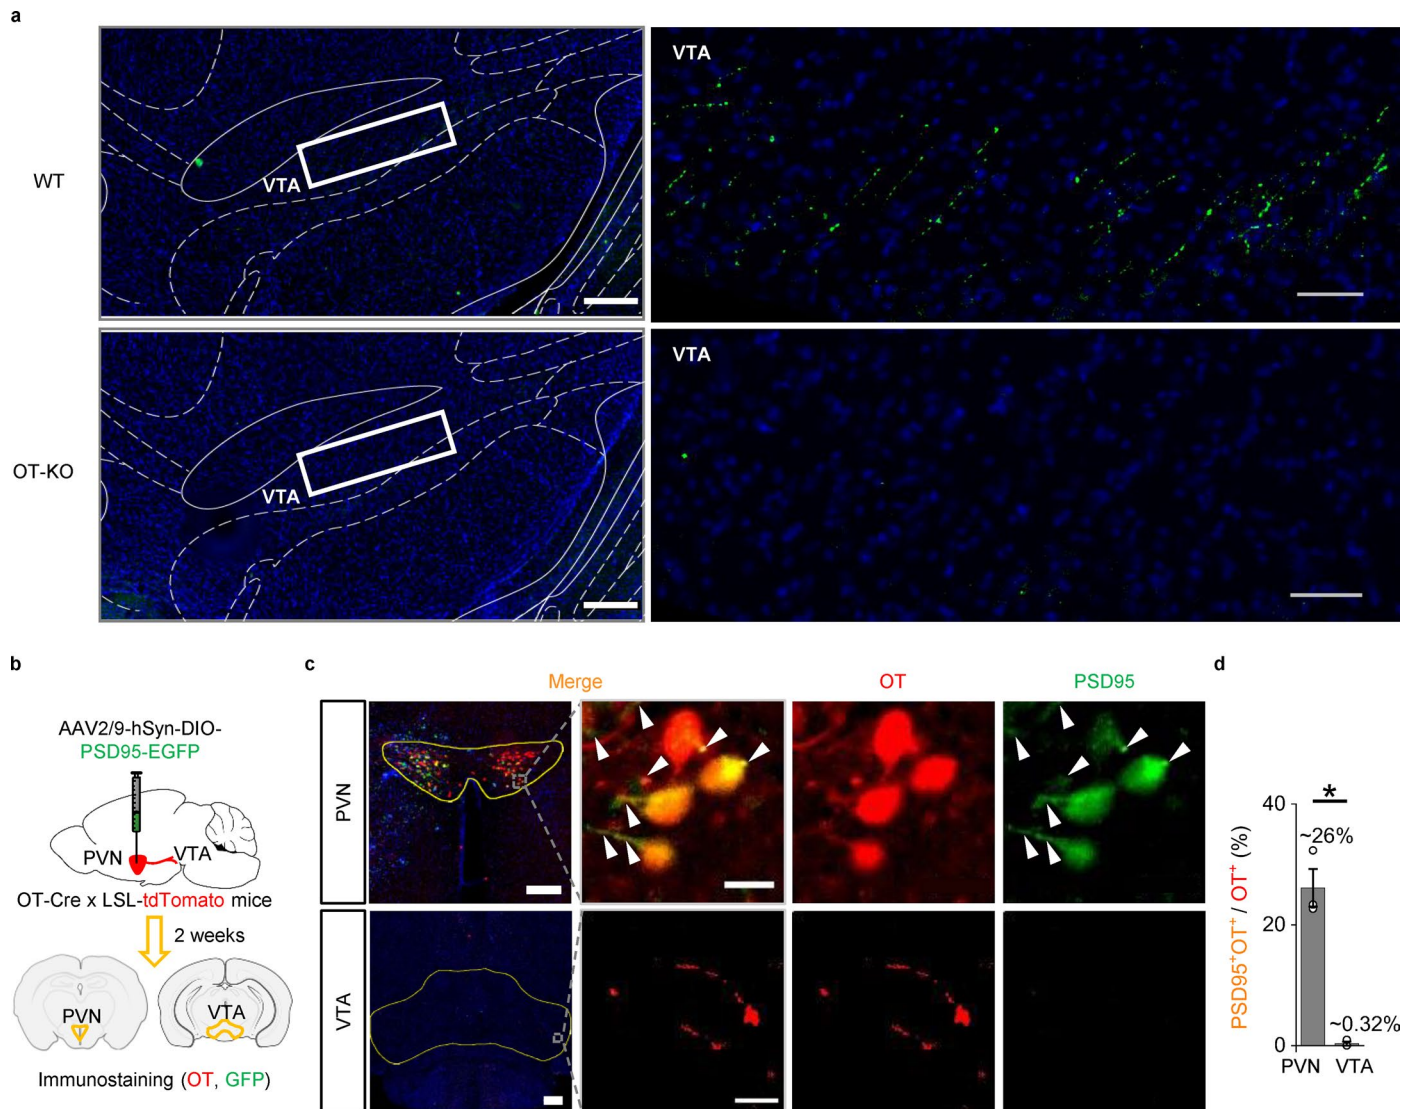 a
WT
VTA
VTA
OT-KO
VTA
VTA
b
AAV2/9-hSyn-DIO-
PSD95-EGFP
PVN
VTA
OT-Cre x LSL-tdTomato mice
2 weeks
PVN
VTA
Immunostaining (OT, GFP)
c
Merge
OT
PSD95
PVN
VTA
d
PSD95⁺OT⁺ / OT⁺ (%)
40
20
0
*
~26%
~0.32%
PVN
VTA